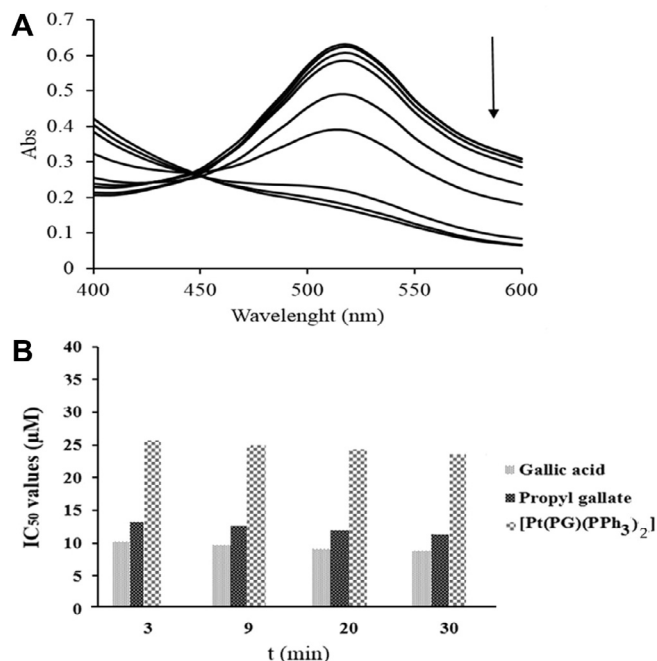 A
0.7
0.6
0.5
0.4
0.3
0.2
0.1
0
Abs
400 450 500 550 600
Wavelenght (nm)
B
40
35
30
25
20
15
10
5
0
IC50 values (µM)
3 9 20 30
t (min)
Gallic acid
Propyl gallate
[Pt(PG)(PPh3)2]